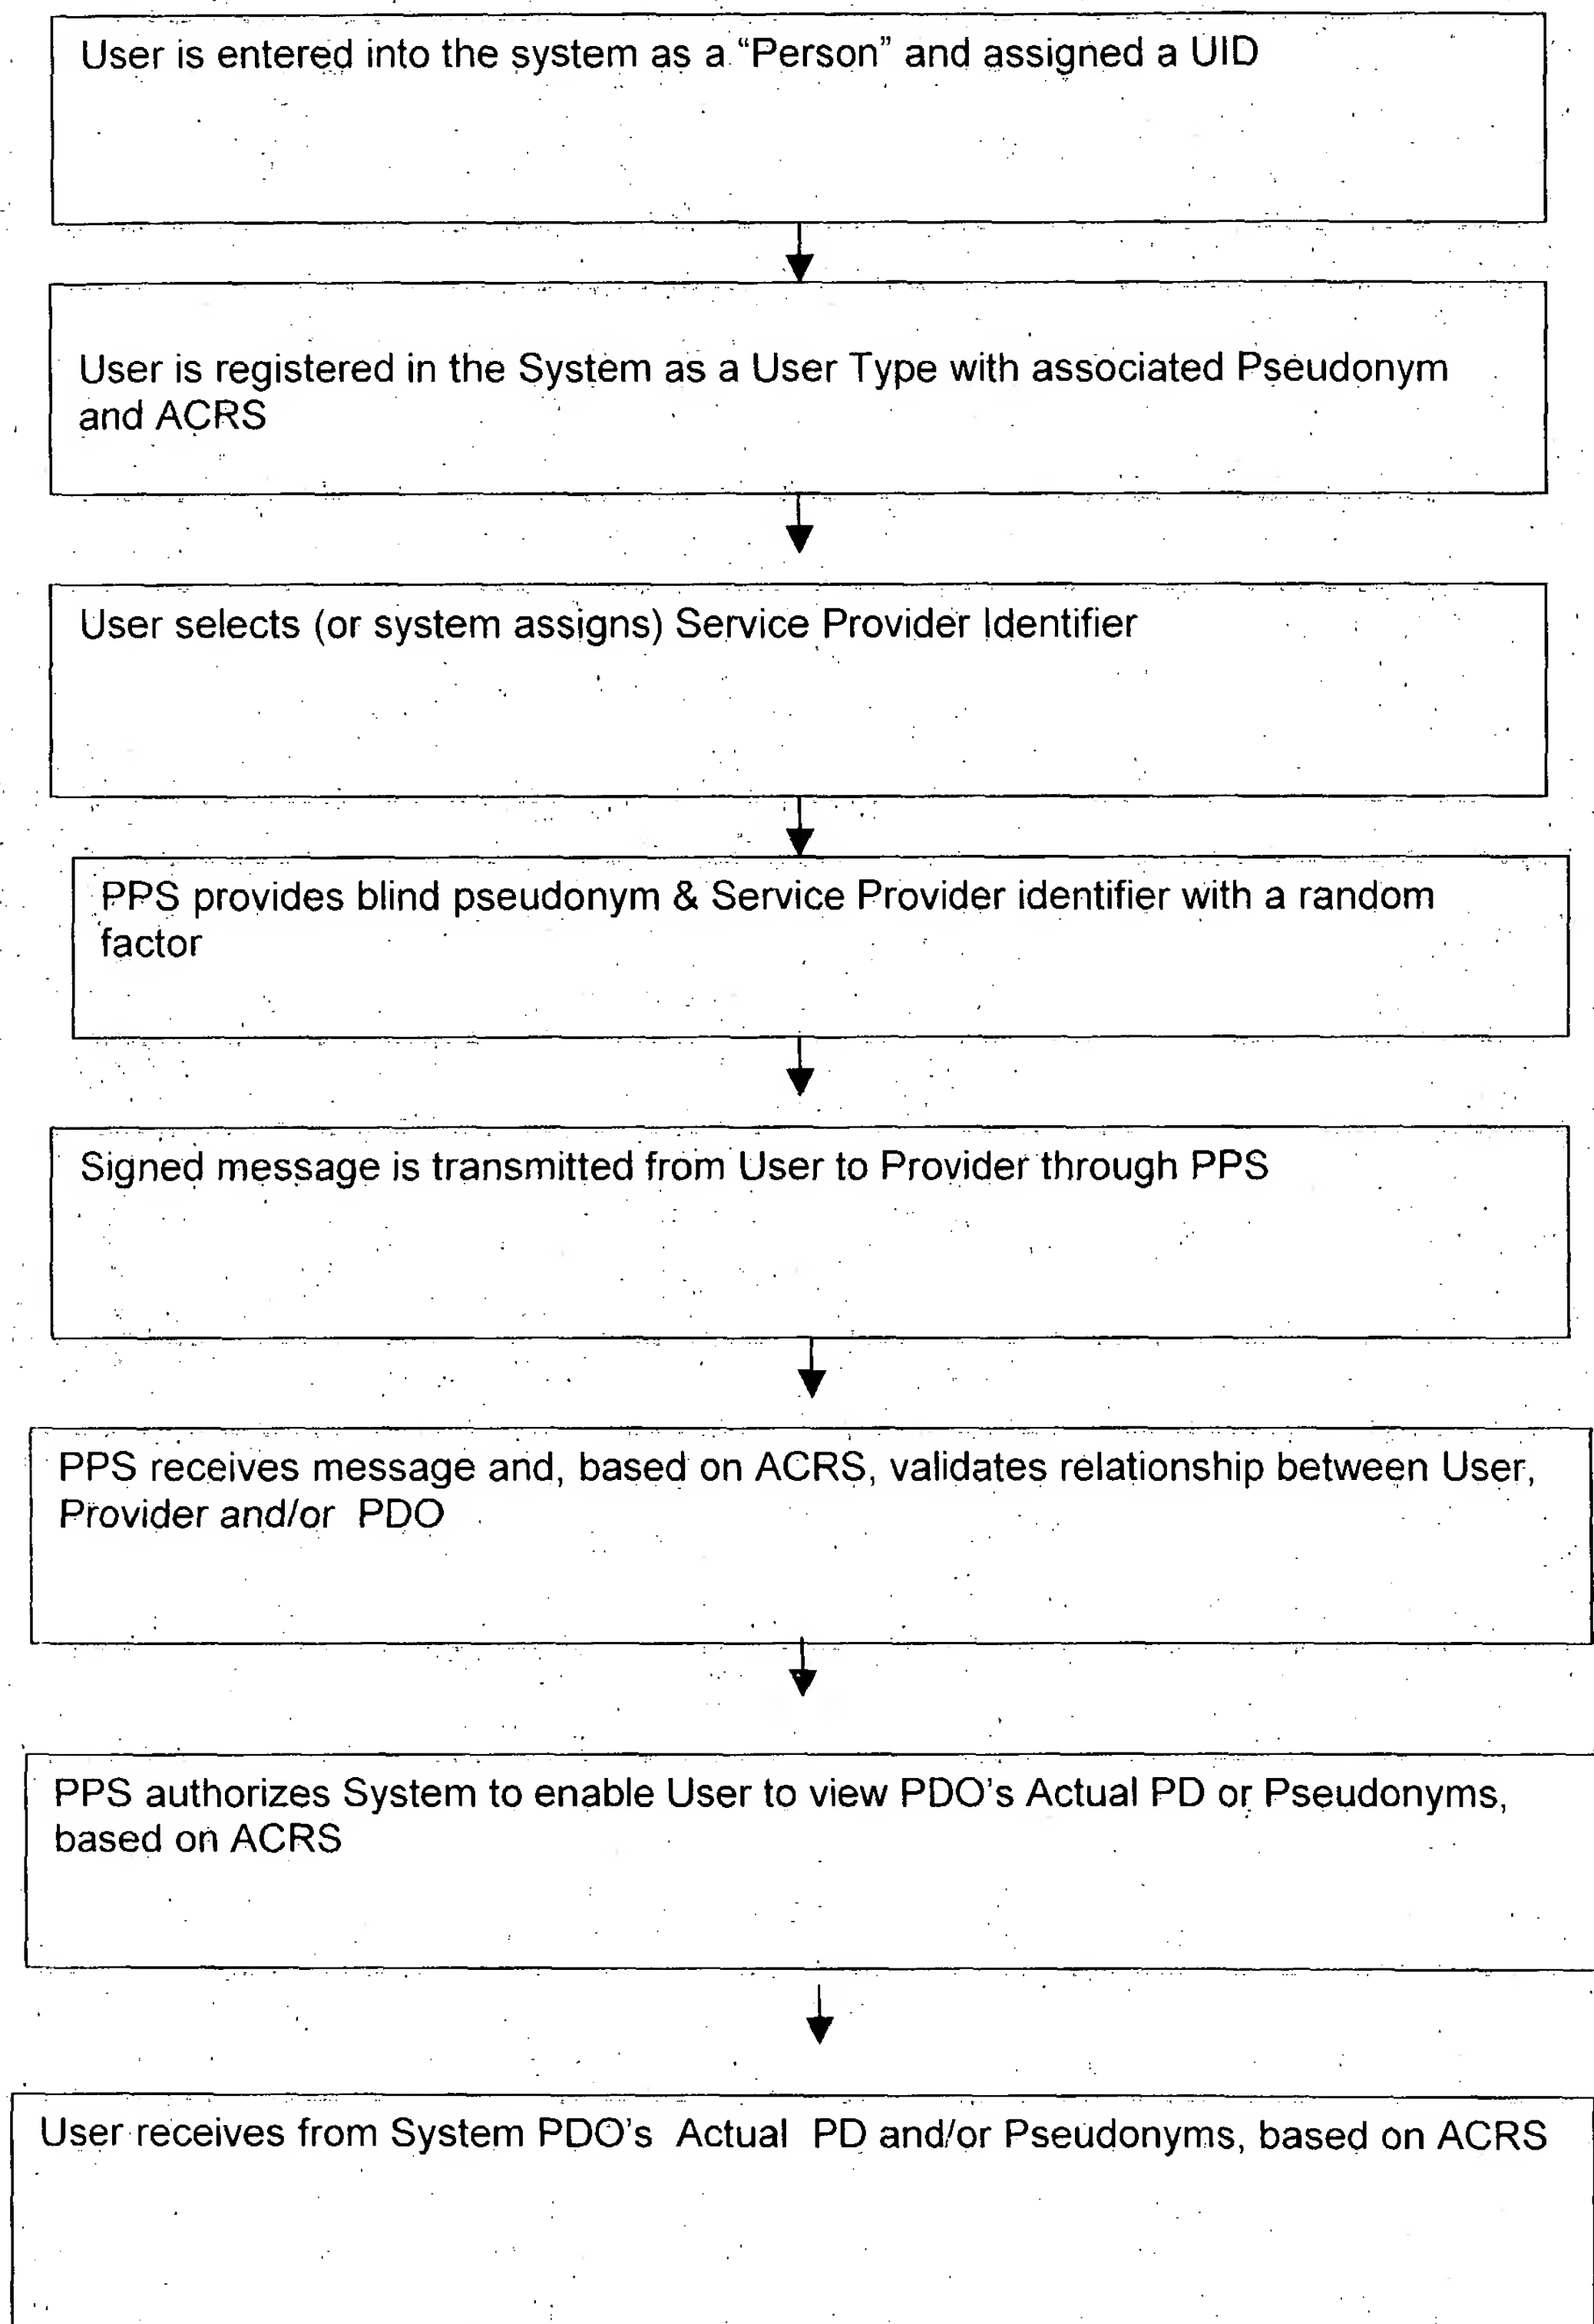 User is entered into the system as a “Person” and assigned a UID
User is registered in the System as a User Type with associated Pseudonym
and ACRS
User selects (or system assigns) Service Provider Identifier
PPS provides blind pseudonym & Service Provider identifier with a random
factor
Signed message is transmitted from User to Provider through PPS
PPS receives message and, based on ACRS, validates relationship between User,
Provider and/or PDO
PPS authorizes System to enable User to view PDO’s Actual PD or Pseudonyms,
based on ACRS
User receives from System PDO’s Actual PD and/or Pseudonyms, based on ACRS